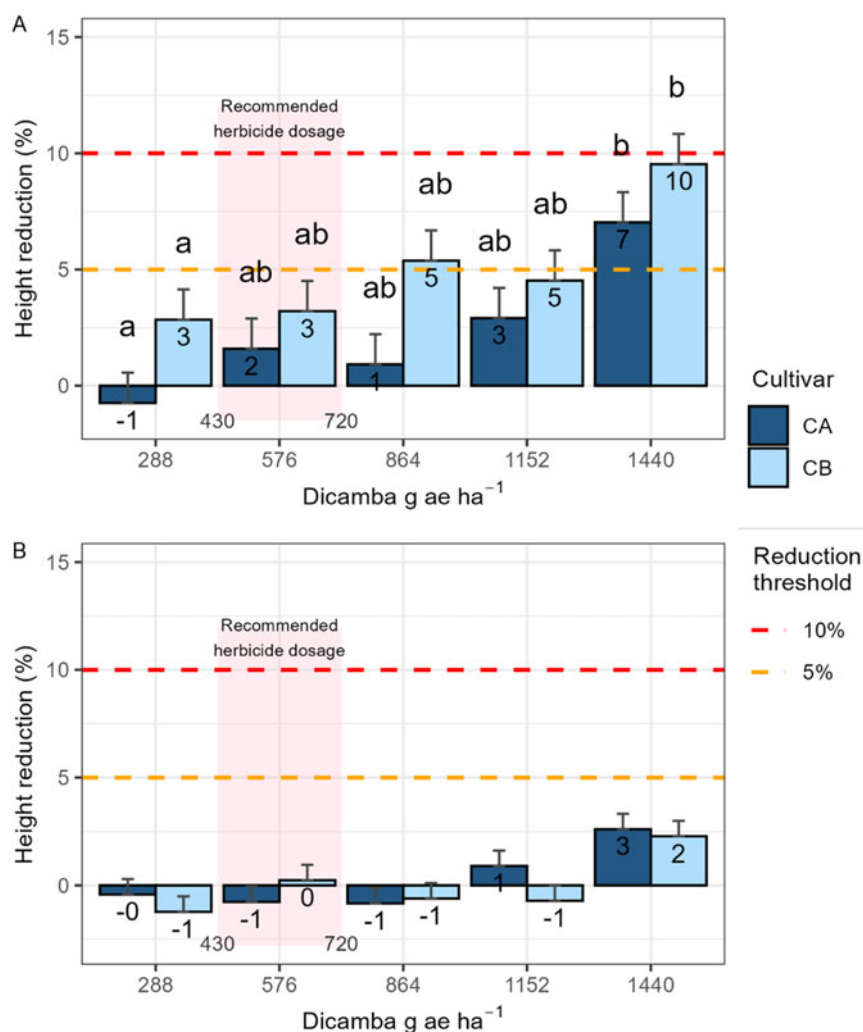 A
15
10
5
0
Height reduction (%)
Recommended
herbicide dosage
a
a
ab
ab
ab
ab
ab
ab
b
b
-1
3
2
3
1
5
3
5
7
10
430
720
288
576
864
1152
1440
Dicamba g ae ha⁻¹
Cultivar
CA
CB
Reduction
threshold
10%
5%
B
15
10
5
0
Height reduction (%)
Recommended
herbicide dosage
-0
-1
-1
0
-1
-1
1
-1
3
2
430
720
288
576
864
1152
1440
Dicamba g ae ha⁻¹